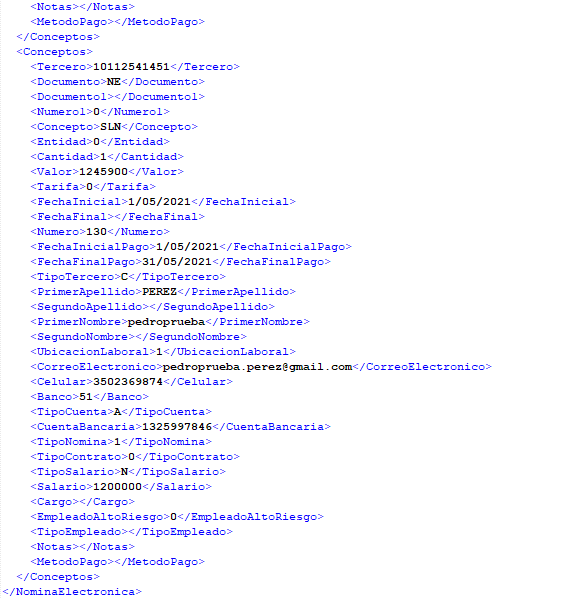 <Notas></Notas>
<MetodoPago></MetodoPago>
</Conceptos>
<Conceptos>
<Tercero>10112541451</Tercero>
<Documento>NE</Documento>
<Documento1></Documento1>
<Numero1>0</Numero1>
<Concepto>SLN</Concepto>
<Entidad>0</Entidad>
<Cantidad>1</Cantidad>
<Valor>1245900</Valor>
<Tarifa>0</Tarifa>
<FechaInicial>1/05/2021</FechaInicial>
<FechaFinal></FechaFinal>
<Numero>130</Numero>
<FechaInicialPago>1/05/2021</FechaInicialPago>
<FechaFinalPago>31/05/2021</FechaFinalPago>
<TipoTercero>C</TipoTercero>
<PrimerApellido>PEREZ</PrimerApellido>
<SegundoApellido></SegundoApellido>
<PrimerNombre>pedroprueba</PrimerNombre>
<SegundoNombre></SegundoNombre>
<UbicacionLaboral>1</UbicacionLaboral>
<CorreoElectronico>pedroprueba.perez@gmail.com</CorreoElectronico>
<Celular>3502369874</Celular>
<Banco>51</Banco>
<TipoCuenta>A</TipoCuenta>
<CuentaBancaria>1325997846</CuentaBancaria>
<TipoNomina>1</TipoNomina>
<TipoContrato>0</TipoContrato>
<TipoSalario>N</TipoSalario>
<Salario>1200000</Salario>
<Cargo></Cargo>
<EmpleadoAltoRiesgo>0</EmpleadoAltoRiesgo>
<TipoEmpleado></TipoEmpleado>
<Notas></Notas>
<MetodoPago></MetodoPago>
</Conceptos>
</NominaElectronica>